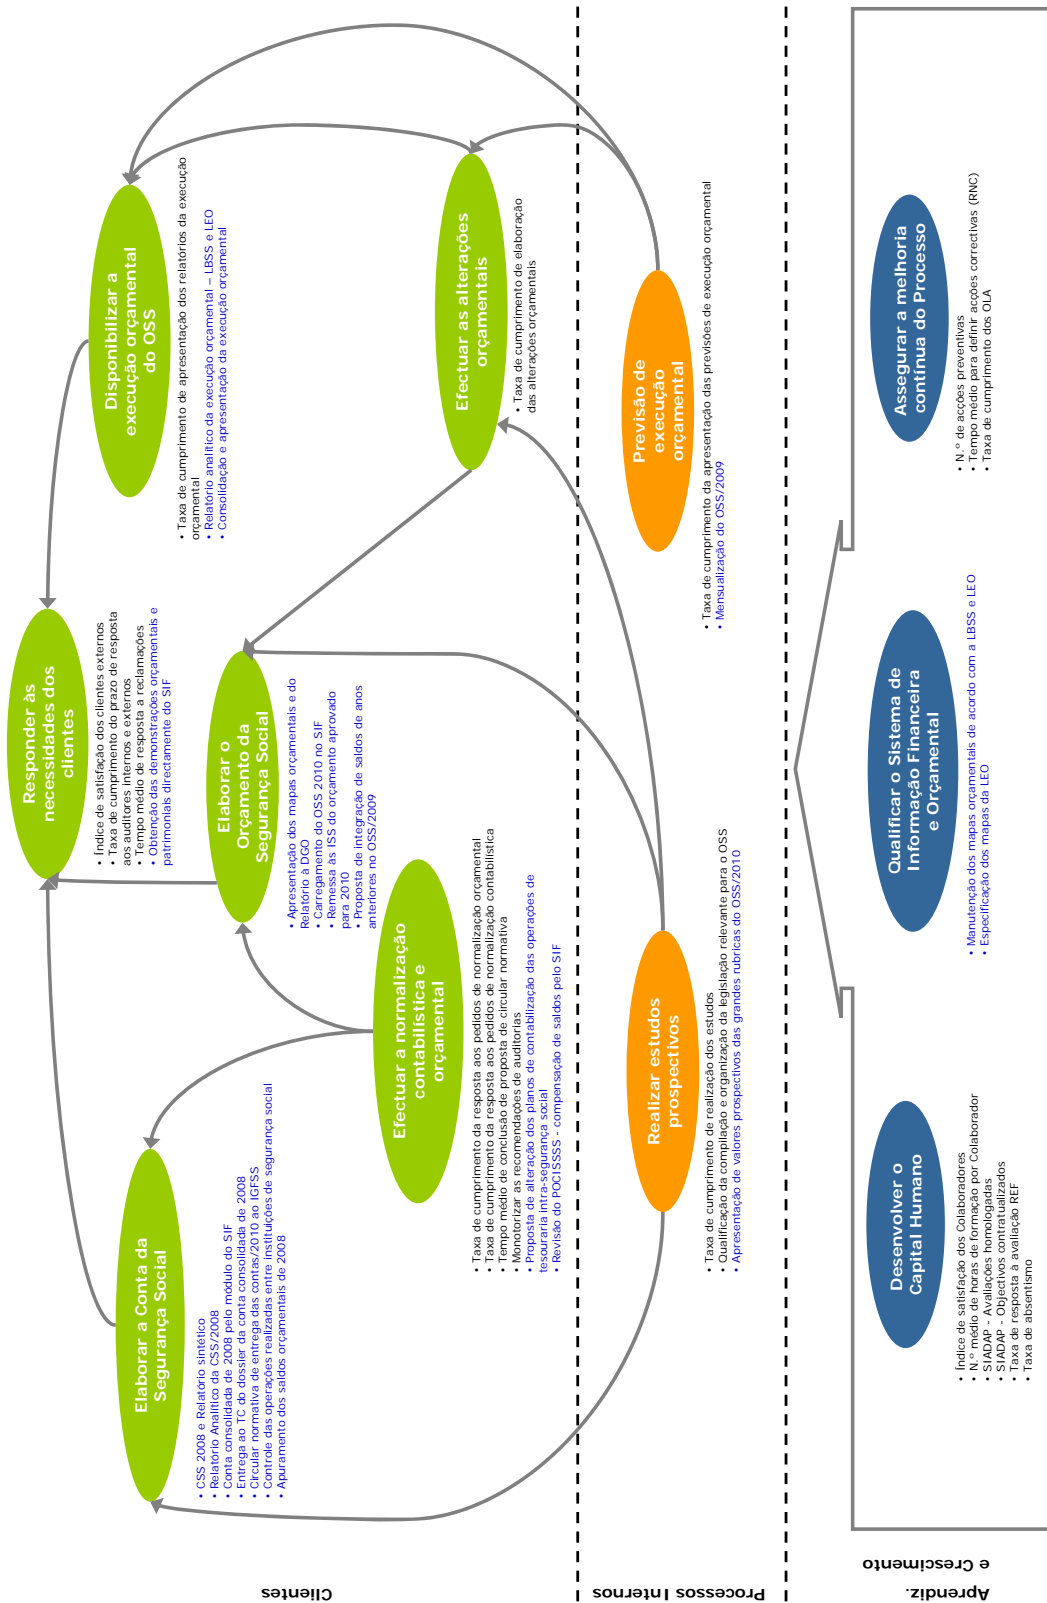 Clientes
Responder às
necessidades dos
clientes
• Índice de satisfação dos clientes externos
• Taxa de cumprimento do prazo de resposta
aos auditores internos e externos
• Tempo médio de resposta a reclamações
• Obtenção das demonstrações orçamentais e
patrimoniais directamente do SIF
Elaborar a Conta da
Segurança Social
• CSS 2008 e Relatório sintético
• Relatório Analítico da CSS/2008
• Conta consolidada de 2008 pelo módulo do SIF
• Entrega ao TC do dossier da conta consolidada de 2008
• Circular normativa de entrega das contas/2010 ao IGFSS
• Controle das operações realizadas entre instituições de segurança social
• Apuramento dos saldos orçamentais de 2008
Elaborar o
Orçamento da
Segurança Social
• Apresentação dos mapas orçamentais e do
Relatório à DGO
• Carregamento do OSS 2010 no SIF
• Remessa às ISS do orçamento aprovado
para 2010
• Proposta de integração de saldos de anos
anteriores no OSS/2009
Disponibilizar a
execução orçamental
do OSS
• Taxa de cumprimento de apresentação dos relatórios da execução
orçamental
• Relatório analítico da execução orçamental – LBSS e LEO
• Consolidação e apresentação da execução orçamental
Efectuar a normalização
contabilística e
orçamental
• Taxa de cumprimento da resposta aos pedidos de normalização orçamental
• Taxa de cumprimento da resposta aos pedidos de normalização contabilística
• Tempo médio de conclusão de proposta de circular normativa
• Monotorizar as recomendações de auditorias
• Proposta de alteração dos planos de contabilização das operações de
tesouraria intra-segurança social
• Revisão do POCISSSS - compensação de saldos pelo SIF
Efectuar as alterações
orçamentais
• Taxa de cumprimento de elaboração
das alterações orçamentais
Processos Internos
Realizar estudos
prospectivos
• Taxa de cumprimento de realização dos estudos
• Qualificação da compilação e organização da legislação relevante para o OSS
• Apresentação de valores prospectivos das grandes rubricas do OSS/2010
Previsão de
execução
orçamental
• Taxa de cumprimento da apresentação das previsões de execução orçamental
• Mensualização do OSS/2009
Aprendiz.
e Crescimento
Desenvolver o
Capital Humano
• Índice de satisfação dos Colaboradores
• N.º médio de horas de formação por Colaborador
• SIADAP - Avaliações homologadas
• SIADAP - Objectivos contratualizados
• Taxa de resposta à avaliação REF
• Taxa de absentismo
Qualificar o Sistema de
Informação Financeira
e Orçamental
• Manutenção dos mapas orçamentais de acordo com a LBSS e LEO
• Especificação dos mapas da LEO
Assegurar a melhoria
contínua do Processo
• N.º de acções preventivas
• Tempo médio para definir acções correctivas (RNC)
• Taxa de cumprimento dos OLA